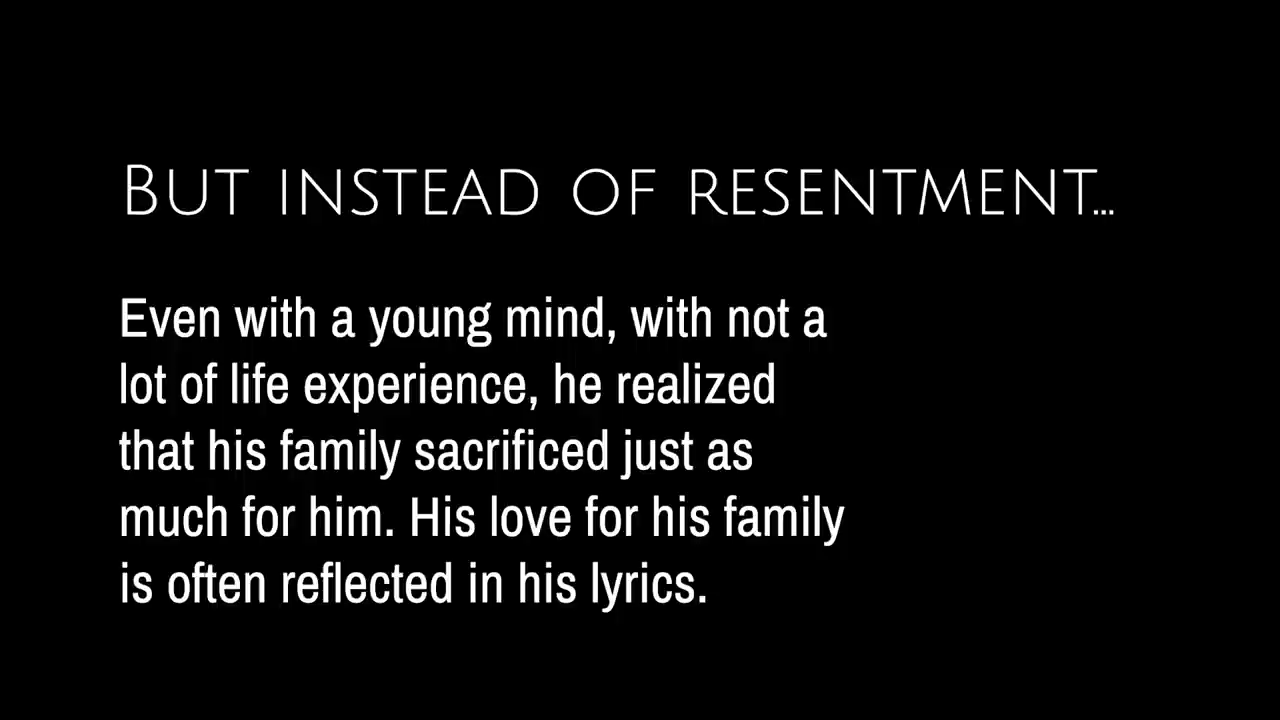 But instead of resentment...
Even with a young mind, with not a
lot of life experience, he realized
that his family sacrificed just as
much for him. His love for his family
is often reflected in his lyrics.